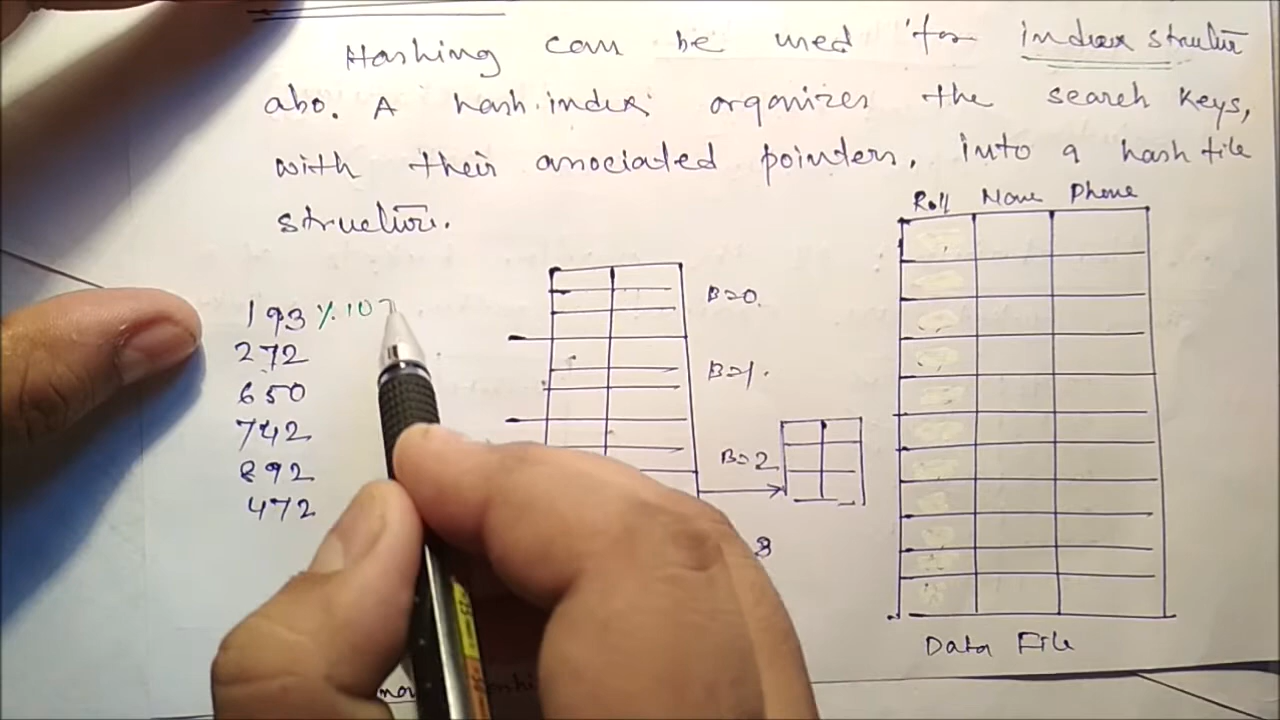 Hashing can be used for index structure
also. A hash index organizes the search keys,
with their associated pointers, into a hash file
structure.
Roll Name Phone
193 % 10
272
650
742
892
472
B=0
B=1
B=2
3
Data File